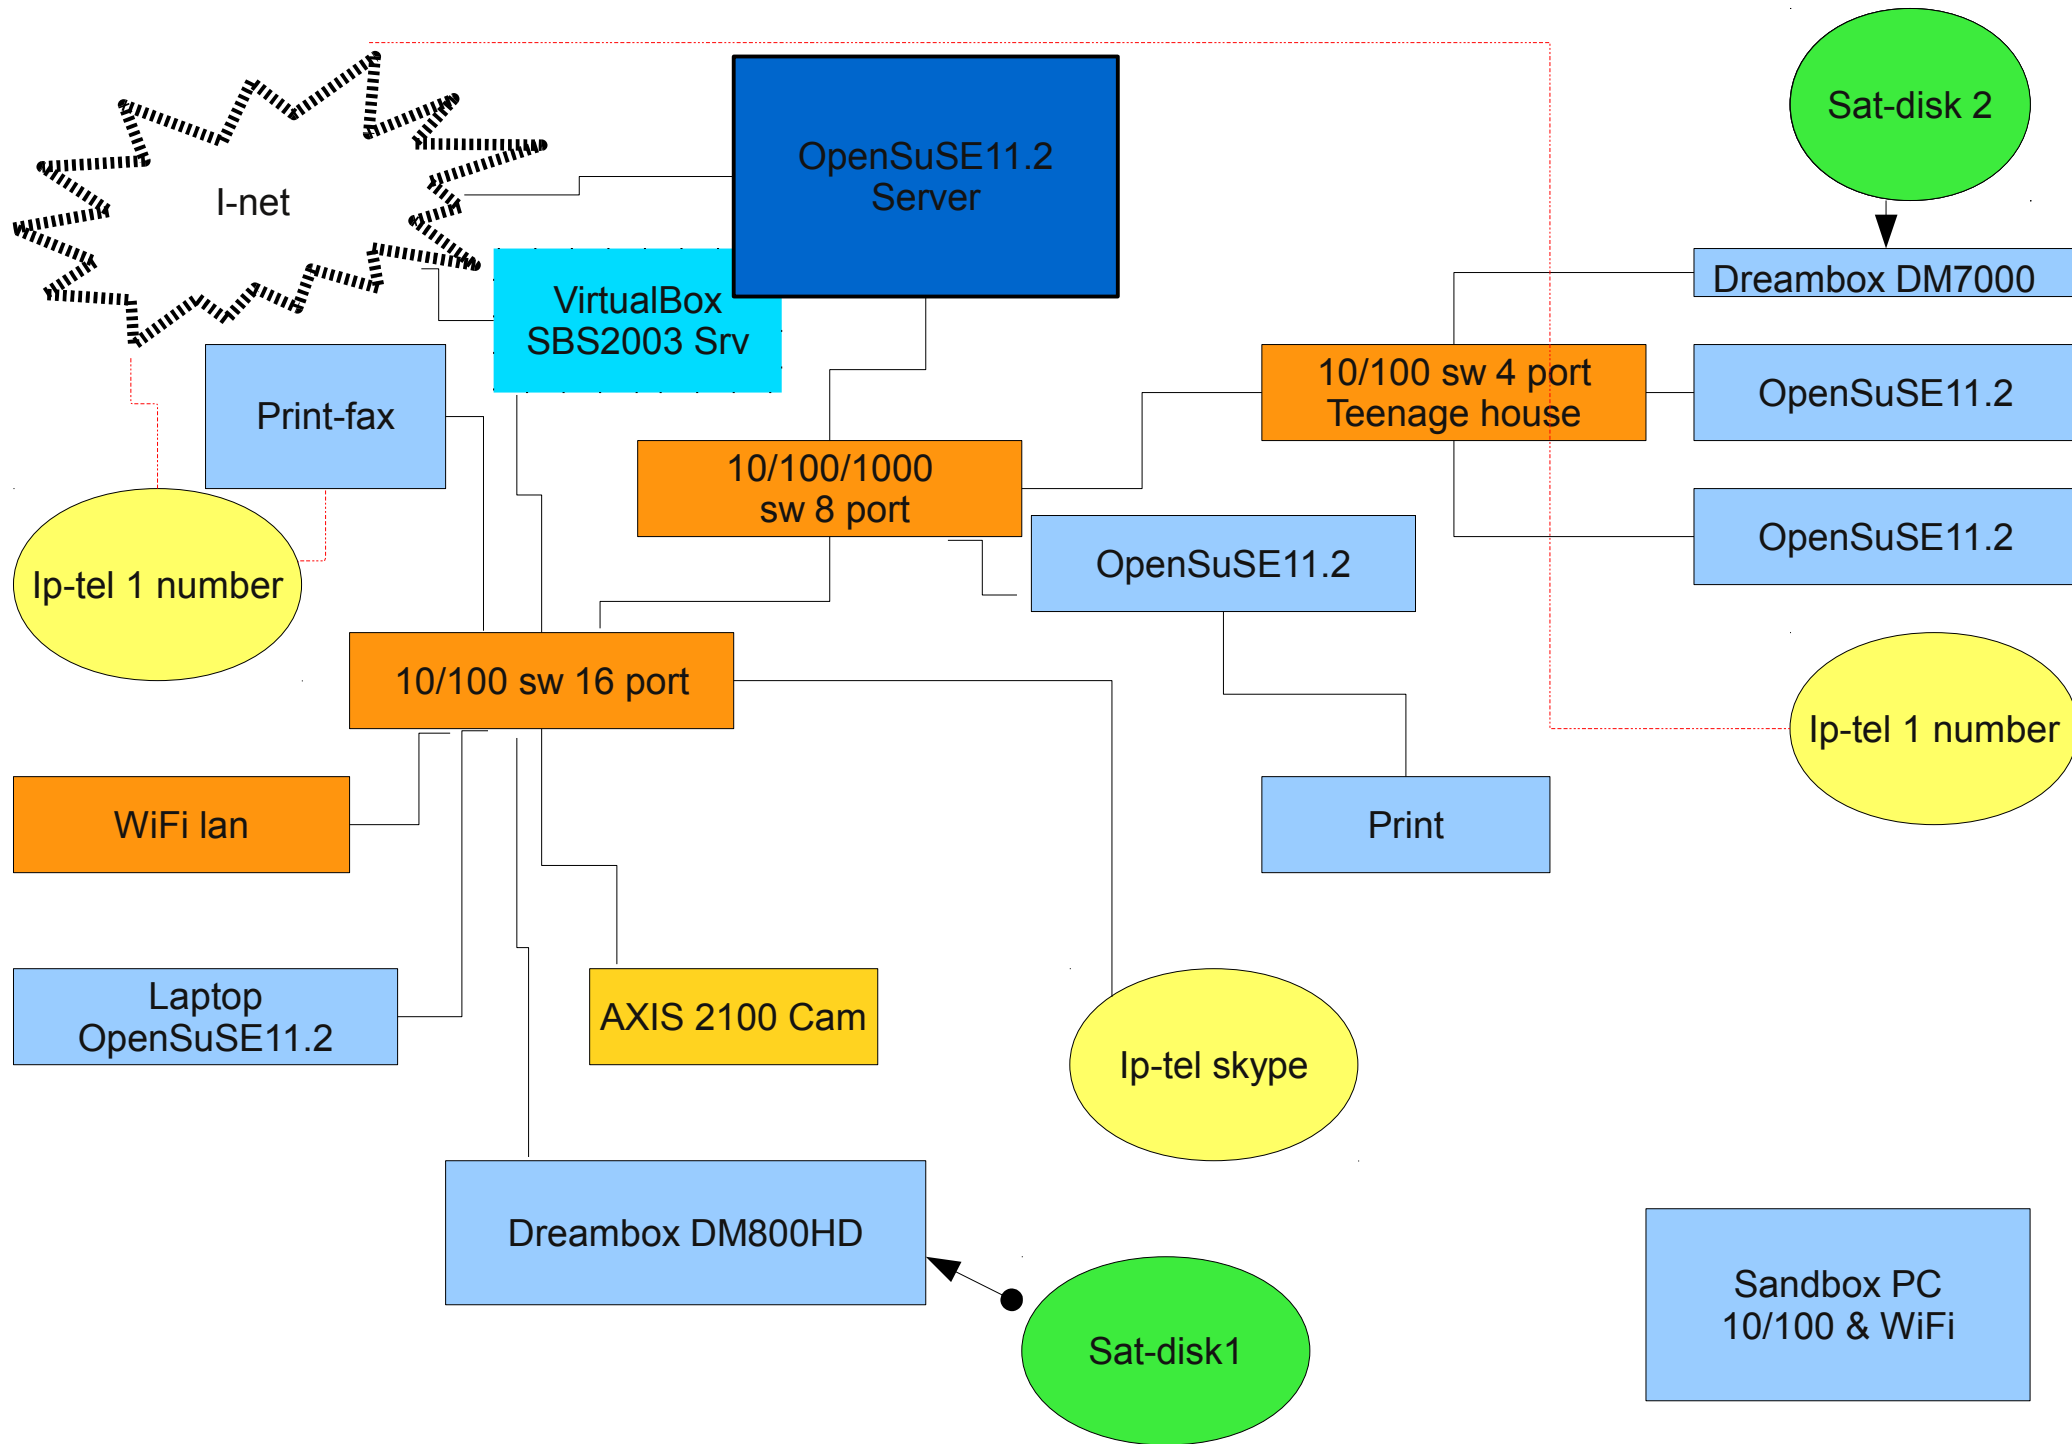 Sat-disk 2
OpenSuSE11.2
Server
I-net
VirtualBox
SBS2003 Srv
Dreambox DM7000
10/100 sw 4 port
Teenage house
OpenSuSE11.2
Print-fax
10/100/1000
sw 8 port
OpenSuSE11.2
OpenSuSE11.2
Ip-tel 1 number
10/100 sw 16 port
Ip-tel 1 number
WiFi lan
Print
Laptop
OpenSuSE11.2
AXIS 2100 Cam
Ip-tel skype
Dreambox DM800HD
Sat-disk1
Sandbox PC
10/100 & WiFi